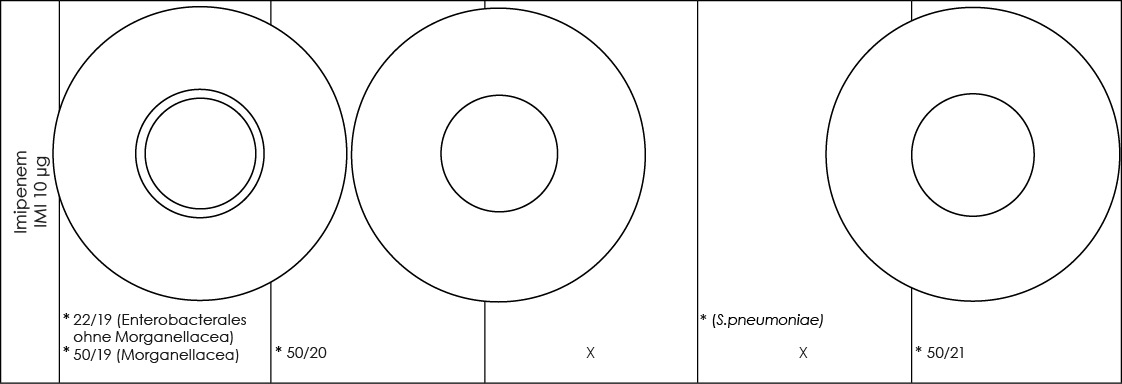 Imipenem
IMI 10 µg
* 22/19 (Enterobacterales
ohne Morganellacea)
* 50/19 (Morganellacea)
* 50/20
X
* (S.pneumoniae)
X
* 50/21